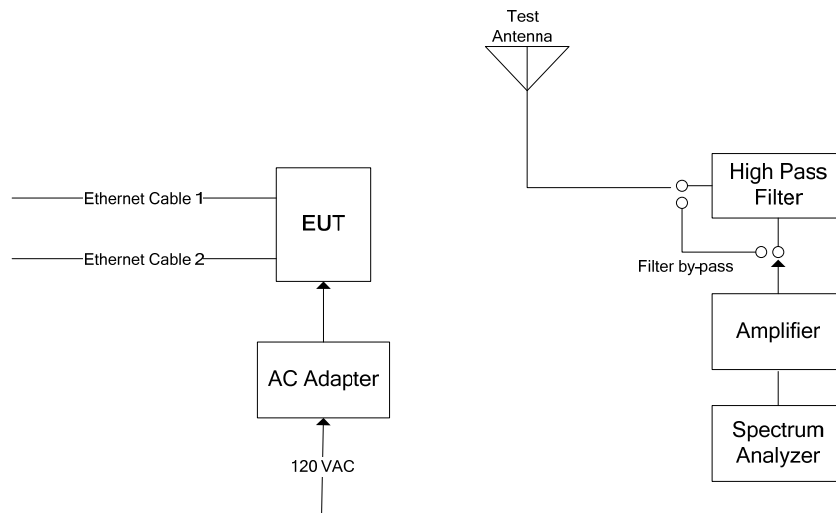 Test
Antenna
High Pass
Filter
Ethernet Cable 1
EUT
Ethernet Cable 2
Filter by-pass
Amplifier
AC Adapter
Spectrum
Analyzer
120 VAC